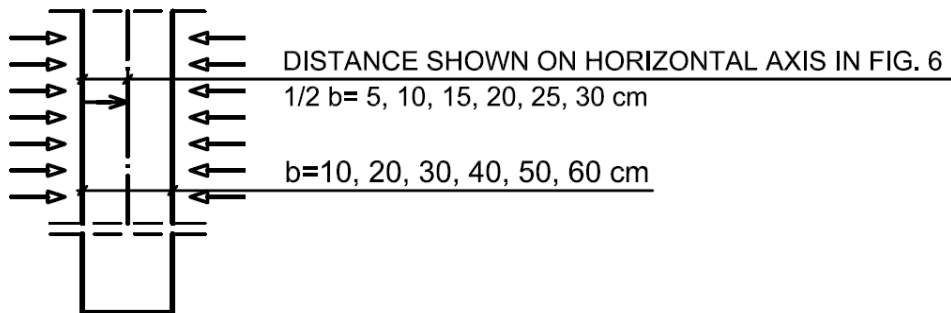 DISTANCE SHOWN ON HORIZONTAL AXIS IN FIG. 6
1/2 b= 5, 10, 15, 20, 25, 30 cm
b=10, 20, 30, 40, 50, 60 cm